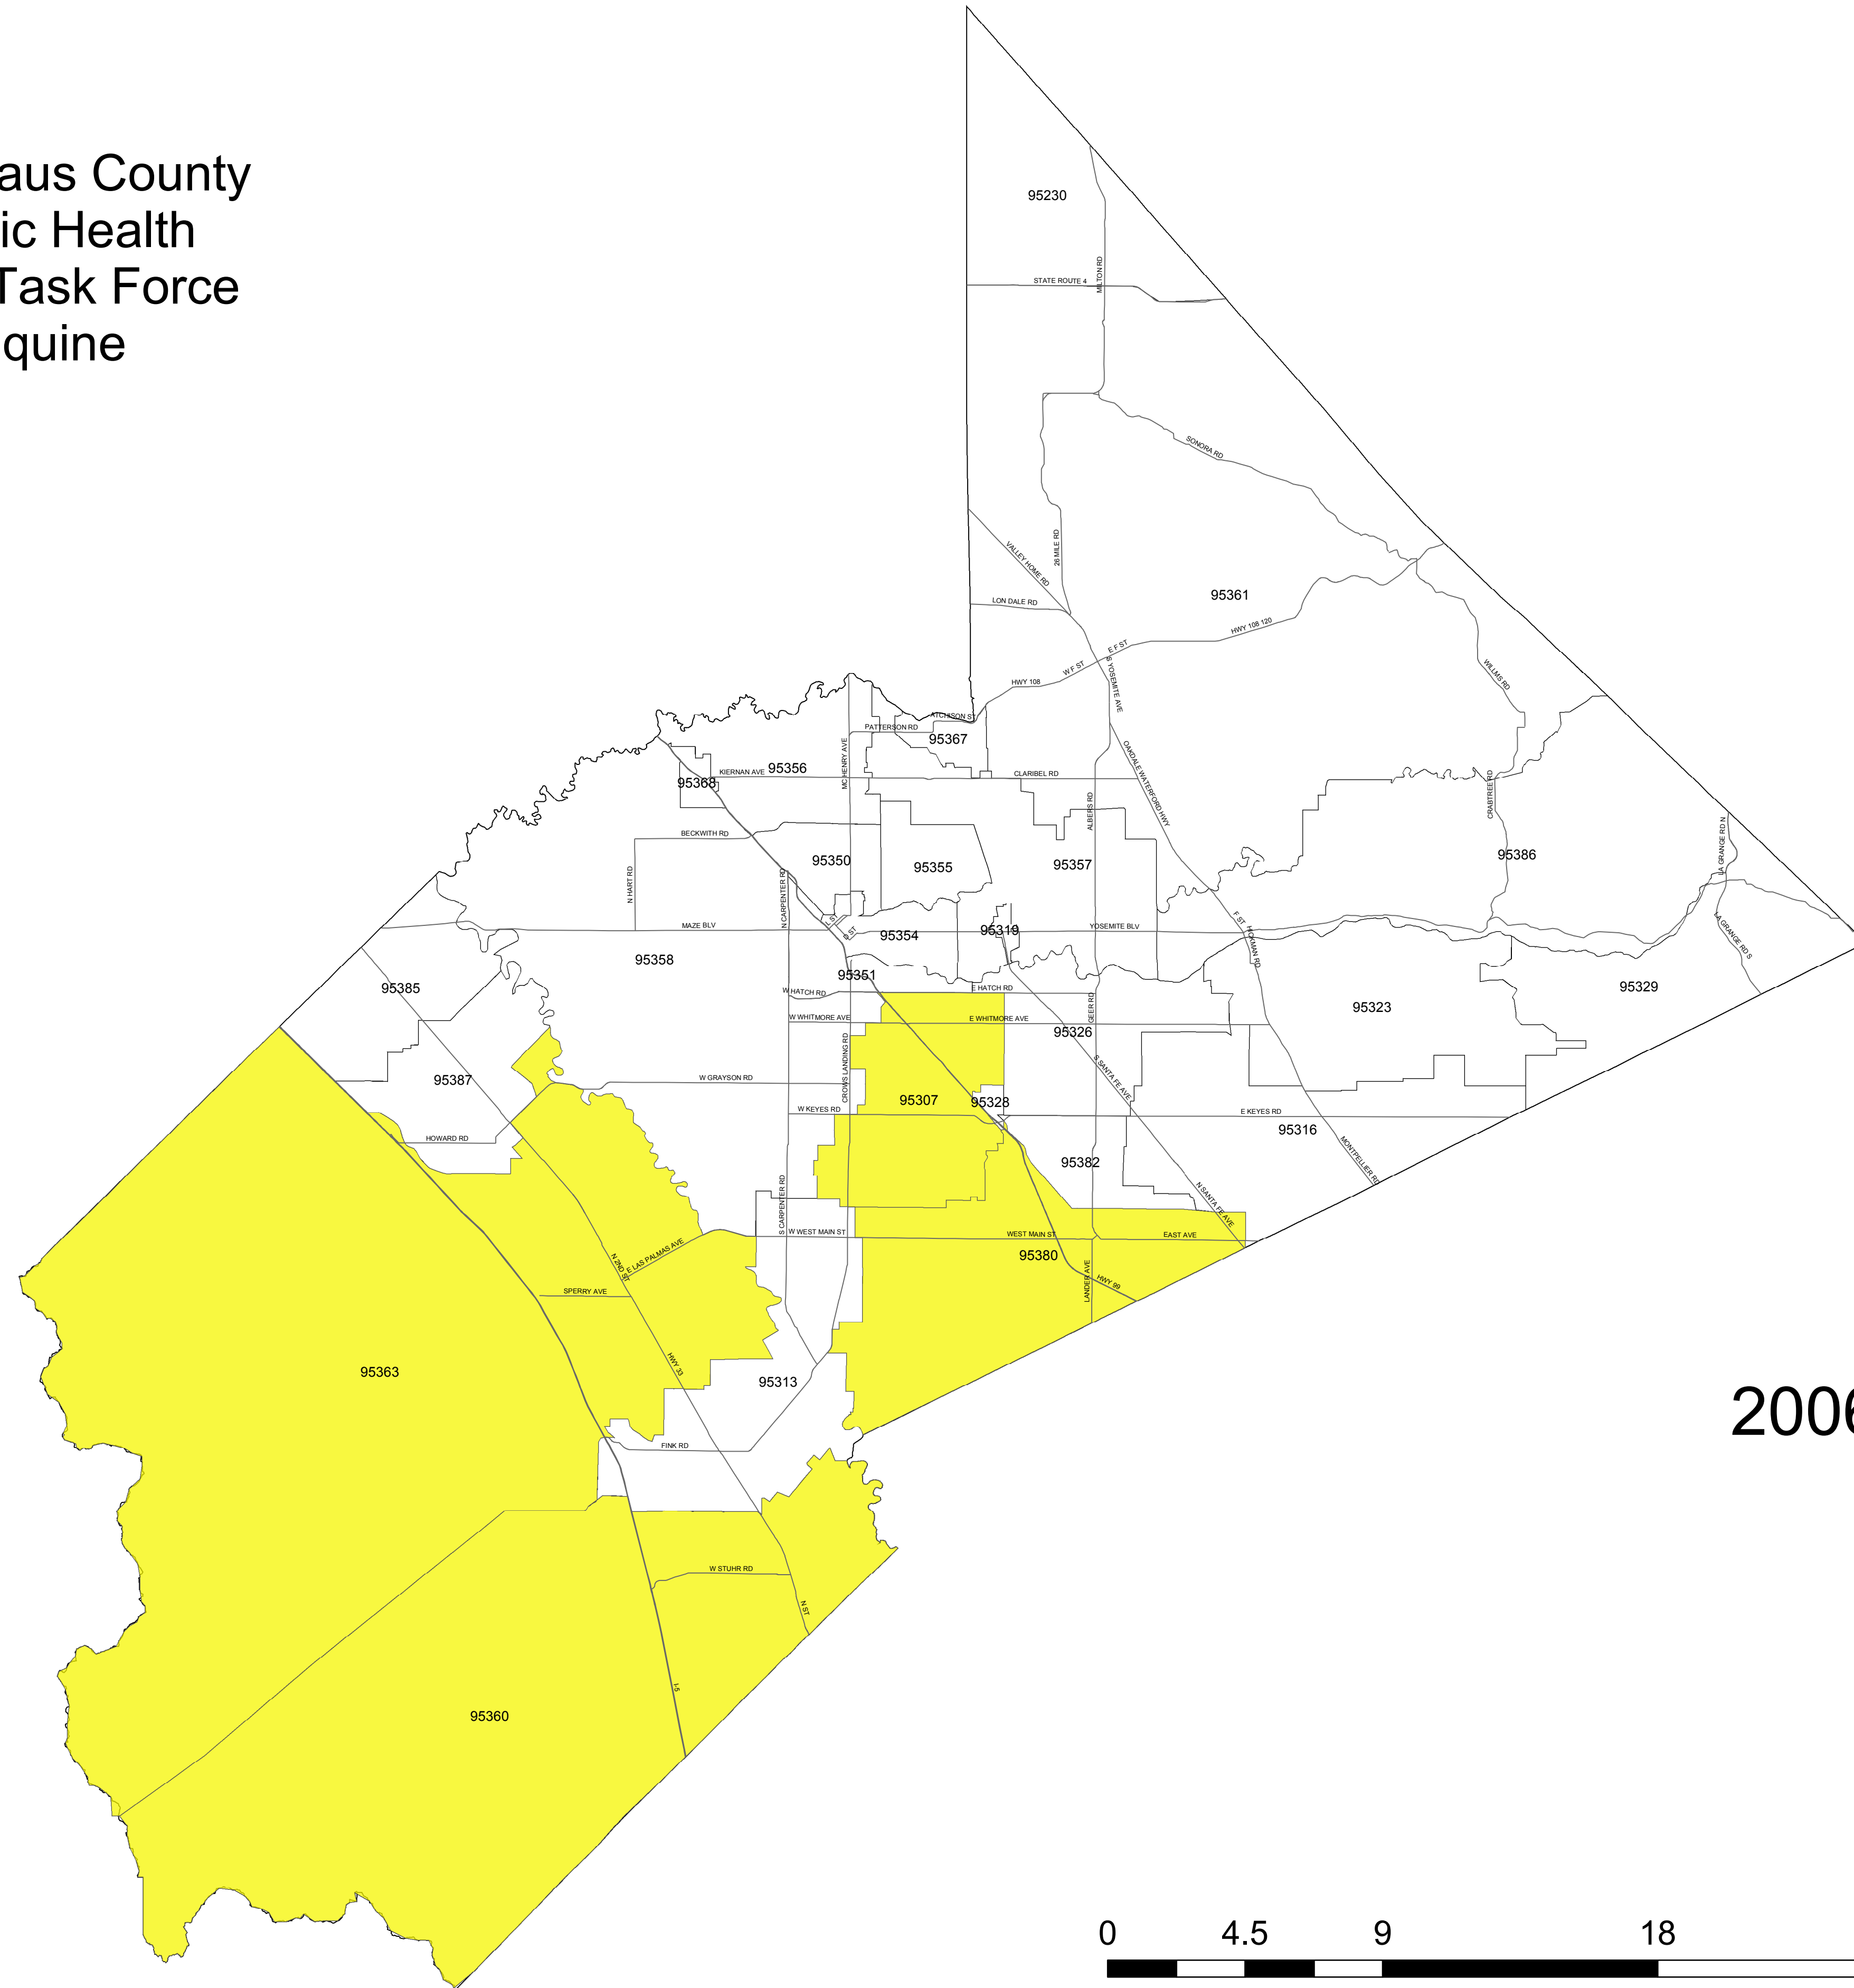 aus County
ic Health
Task Force
quine
95230
MILTON RD
STATE ROUTE 4
SONORA RD
26 MILE RD
VALLEY HOME RD
LON DALE RD
95361
HWY 108 120
E F ST
W F ST
S YOSEMITE AVE
HWY 108
WILLMS RD
ATCHISON ST
PATTERSON RD
95367
MC HENRY AVE
OAKDALE WATERFORD HWY
95356
KIERNAN AVE
CLARIBEL RD
95368
CRABTREE RD
ALBERS RD
BECKWITH RD
LA GRANGE RD N
95350
95355
95357
95386
N HART RD
N CARPENTER RD
L ST
D ST
F ST
HICKMAN RD
LA GRANGE RD S
MAZE BLV
95354
95319
YOSEMITE BLV
95358
95351
95385
W HATCH RD
E HATCH RD
95323
95329
GEER RD
W WHITMORE AVE
E WHITMORE AVE
95326
CROWS LANDING RD
S SANTA FE AVE
95387
W GRAYSON RD
95307
95328
W KEYES RD
E KEYES RD
95316
HOWARD RD
MONTPELLIER RD
95382
S CARPENTER RD
N SANTA FE AVE
W WEST MAIN ST
WEST MAIN ST
EAST AVE
E LAS PALMAS AVE
N 2ND ST
95380
HWY 99
LANDER AVE
SPERRY AVE
HWY 33
95363
95313
2006
FINK RD
W STUHR RD
N ST
I-5
95360
0 4.5 9 18